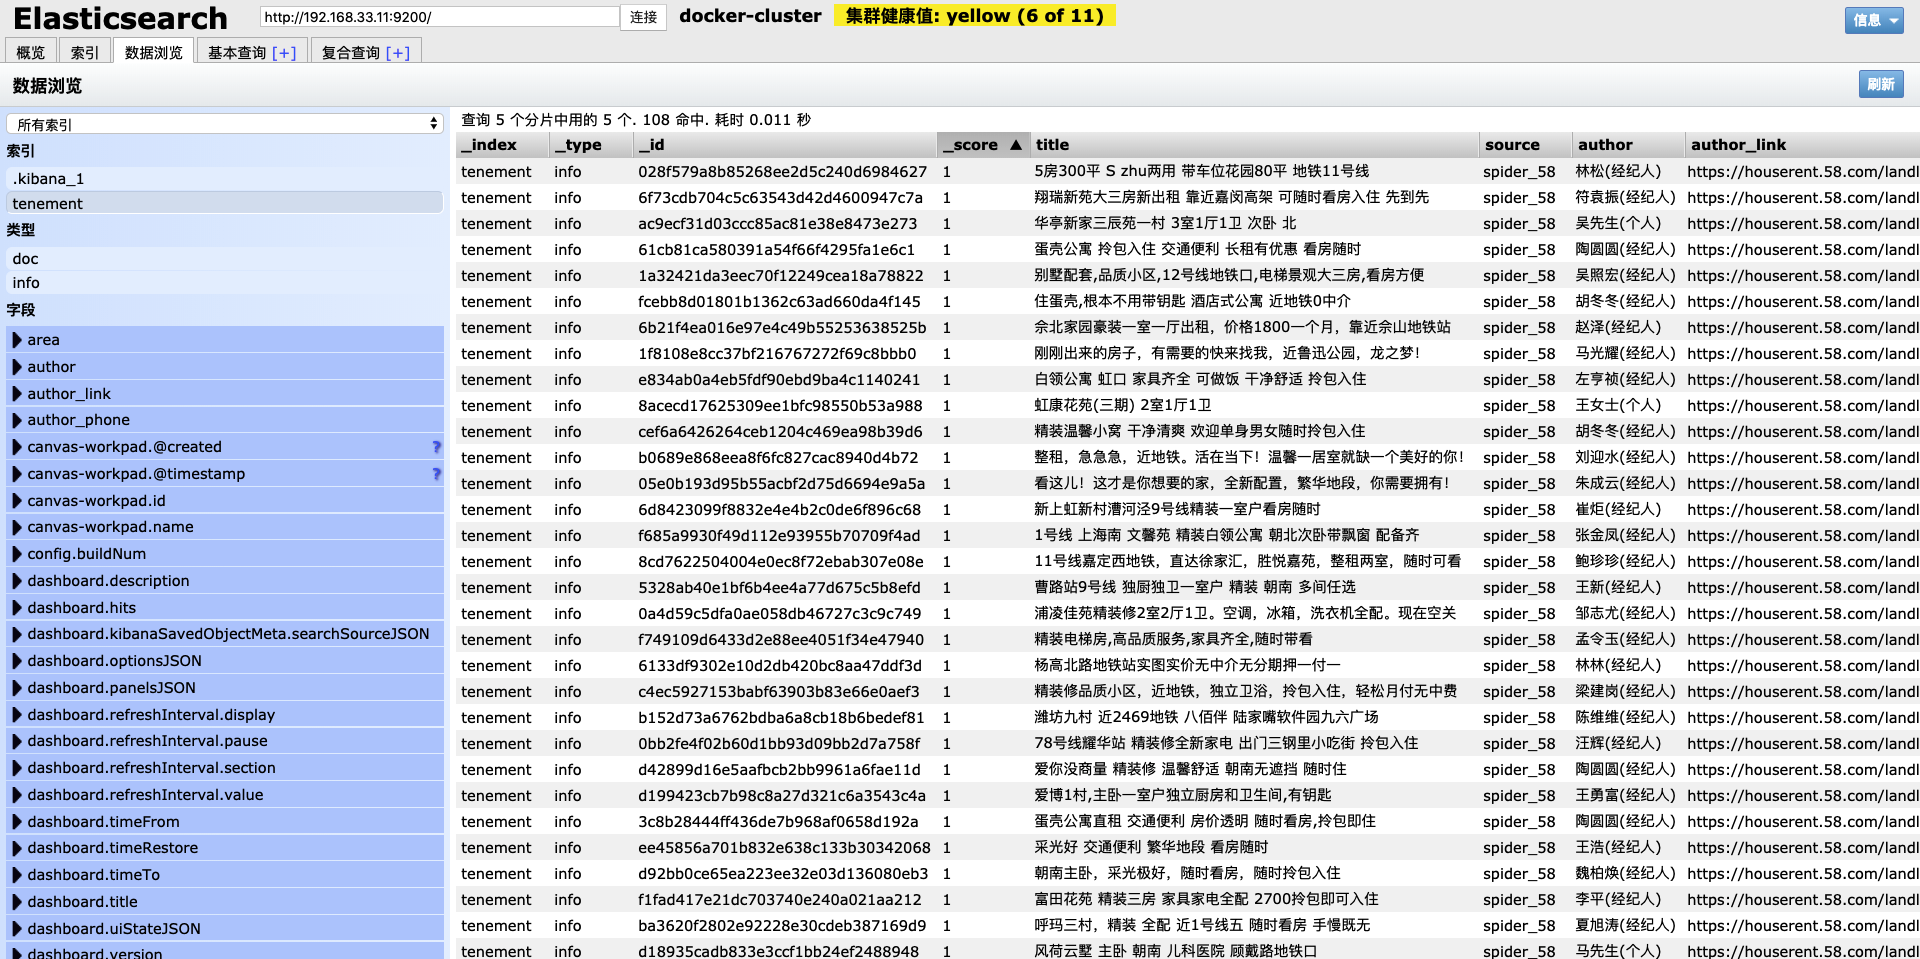 Elasticsearch http://192.168.33.11:9200/ 连接 docker-cluster 集群健康值: yellow (6 of 11) 信息
概览 索引 数据浏览 基本查询 [+] 复合查询 [+]
数据浏览 刷新
所有索引
索引
.kibana_1
tenement
类型
doc
info
字段
area
author
author_link
author_phone
canvas-workpad.@created ?
canvas-workpad.@timestamp ?
canvas-workpad.id
canvas-workpad.name
config.buildNum
dashboard.description
dashboard.hits
dashboard.kibanaSavedObjectMeta.searchSourceJSON
dashboard.optionsJSON
dashboard.panelsJSON
dashboard.refreshInterval.display
dashboard.refreshInterval.pause
dashboard.refreshInterval.section
dashboard.refreshInterval.value
dashboard.timeFrom
dashboard.timeRestore
dashboard.timeTo
dashboard.title
dashboard.uiStateJSON
dashboard.version
查询 5 个分片中用的 5 个. 108 命中. 耗时 0.011 秒
_index _type _id _score ▲ title source author author_link
tenement info 028f579a8b85268ee2d5c240d6984627 1 5房300平 S zhu两用 带车位花园80平 地铁11号线 spider_58 林松(经纪人) https://houserent.58.com/landl
tenement info 6f73cdb704c5c63543d42d4600947c7a 1 翔瑞新苑大三房新出租 靠近嘉闵高架 可随时看房入住 先到先 spider_58 符袁振(经纪人) https://houserent.58.com/landl
tenement info ac9ecf31d03ccc85ac81e38e8473e273 1 华亭新家三辰苑一村 3室1厅1卫 次卧 北 spider_58 吴先生(个人) https://houserent.58.com/landl
tenement info 61cb81ca580391a54f66f4295fa1e6c1 1 蛋壳公寓 拎包入住 交通便利 长租有优惠 看房随时 spider_58 陶圆圆(经纪人) https://houserent.58.com/landl
tenement info 1a32421da3eec70f12249cea18a78822 1 别墅配套,品质小区,12号线地铁口,电梯景观大三房,看房方便 spider_58 吴照宏(经纪人) https://houserent.58.com/landl
tenement info fcebb8d01801b1362c63ad660da4f145 1 住蛋壳,根本不用带钥匙 酒店式公寓 近地铁0中介 spider_58 胡冬冬(经纪人) https://houserent.58.com/landl
tenement info 6b21f4ea016e97e4c49b55253638525b 1 佘北家园豪装一室一厅出租，价格1800一个月，靠近佘山地铁站 spider_58 赵泽(经纪人) https://houserent.58.com/landl
tenement info 1f8108e8cc37bf216767272f69c8bbb0 1 刚刚出来的房子，有需要的快来找我，近鲁迅公园，龙之梦！ spider_58 马光耀(经纪人) https://houserent.58.com/landl
tenement info e834ab0a4eb5fdf90ebd9ba4c1140241 1 白领公寓 虹口 家具齐全 可做饭 干净舒适 拎包入住 spider_58 左亨祯(经纪人) https://houserent.58.com/landl
tenement info 8acecd17625309ee1bfc98550b53a988 1 虹康花苑(三期) 2室1厅1卫 spider_58 王女士(个人) https://houserent.58.com/landl
tenement info cef6a6426264ceb1204c469ea98b39d6 1 精装温馨小窝 干净清爽 欢迎单身男女随时拎包入住 spider_58 胡冬冬(经纪人) https://houserent.58.com/landl
tenement info b0689e868eea8f6fc827cac8940d4b72 1 整租，急急急，近地铁。活在当下！温馨一居室就缺一个美好的你！ spider_58 刘迎水(经纪人) https://houserent.58.com/landl
tenement info 05e0b193d95b55acbf2d75d6694e9a5a 1 看这儿！这才是你想要的家，全新配置，繁华地段，你需要拥有！ spider_58 朱成云(经纪人) https://houserent.58.com/landl
tenement info 6d8423099f8832e4e4b2c0de6f896c68 1 新上虹新村漕河泾9号线精装一室户看房随时 spider_58 崔炬(经纪人) https://houserent.58.com/landl
tenement info f685a9930f49d112e93955b70709f4ad 1 1号线 上海南 文馨苑 精装白领公寓 朝北次卧带飘窗 配备齐 spider_58 张金凤(经纪人) https://houserent.58.com/landl
tenement info 8cd7622504004e0ec8f72ebab307e08e 1 11号线嘉定西地铁，直达徐家汇，胜悦嘉苑，整租两室，随时可看 spider_58 鲍珍珍(经纪人) https://houserent.58.com/landl
tenement info 5328ab40e1bf6b4ee4a77d675c5b8efd 1 曹路站9号线 独厨独卫一室户 精装 朝南 多间任选 spider_58 王新(经纪人) https://houserent.58.com/landl
tenement info 0a4d59c5dfa0ae058db46727c3c9c749 1 浦凌佳苑精装修2室2厅1卫。空调，冰箱，洗衣机全配。现在空关 spider_58 邹志尤(经纪人) https://houserent.58.com/landl
tenement info f749109d6433d2e88ee4051f34e47940 1 精装电梯房,高品质服务,家具齐全,随时带看 spider_58 孟令玉(经纪人) https://houserent.58.com/landl
tenement info 6133df9302e10d2db420bc8aa47ddf3d 1 杨高北路地铁站实图实价无中介无分期押一付一 spider_58 林林(经纪人) https://houserent.58.com/landl
tenement info c4ec5927153babf63903b83e66e0aef3 1 精装修品质小区，近地铁，独立卫浴，拎包入住，轻松月付无中费 spider_58 梁建岗(经纪人) https://houserent.58.com/landl
tenement info b152d73a6762bdba6a8cb18b6bedef81 1 潍坊九村 近2469地铁 八佰伴 陆家嘴软件园九六广场 spider_58 陈维维(经纪人) https://houserent.58.com/landl
tenement info 0bb2fe4f02b60d1bb93d09bb2d7a758f 1 78号线耀华站 精装修全新家电 出门三钢里小吃街 拎包入住 spider_58 汪辉(经纪人) https://houserent.58.com/landl
tenement info d42899d16e5aafbcb2bb9961a6fae11d 1 爱你没商量 精装修 温馨舒适 朝南无遮挡 随时住 spider_58 陶圆圆(经纪人) https://houserent.58.com/landl
tenement info d199423cb7b98c8a27d321c6a3543c4a 1 爱博1村,主卧一室户独立厨房和卫生间,有钥匙 spider_58 王勇富(经纪人) https://houserent.58.com/landl
tenement info 3c8b28444ff436de7b968af0658d192a 1 蛋壳公寓直租 交通便利 房价透明 随时看房,拎包即住 spider_58 陶圆圆(经纪人) https://houserent.58.com/landl
tenement info ee45856a701b832e638c133b30342068 1 采光好 交通便利 繁华地段 看房随时 spider_58 王浩(经纪人) https://houserent.58.com/landl
tenement info d92bb0ce65ea223ee32e03d136080eb3 1 朝南主卧，采光极好，随时看房，随时拎包入住 spider_58 魏柏焕(经纪人) https://houserent.58.com/landl
tenement info f1fad417e21dc703740e240a021aa212 1 富田花苑 精装三房 家具家电全配 2700拎包即可入住 spider_58 李平(经纪人) https://houserent.58.com/landl
tenement info ba3620f2802e92228e30cdeb387169d9 1 呼玛三村，精装 全配 近1号线五 随时看房 手慢既无 spider_58 夏旭涛(经纪人) https://houserent.58.com/landl
tenement info d18935cadb833e3ccf1bb24ef2488948 1 风荷云墅 主卧 朝南 儿科医院 顾戴路地铁口 spider_58 马先生(个人) https://houserent.58.com/landl